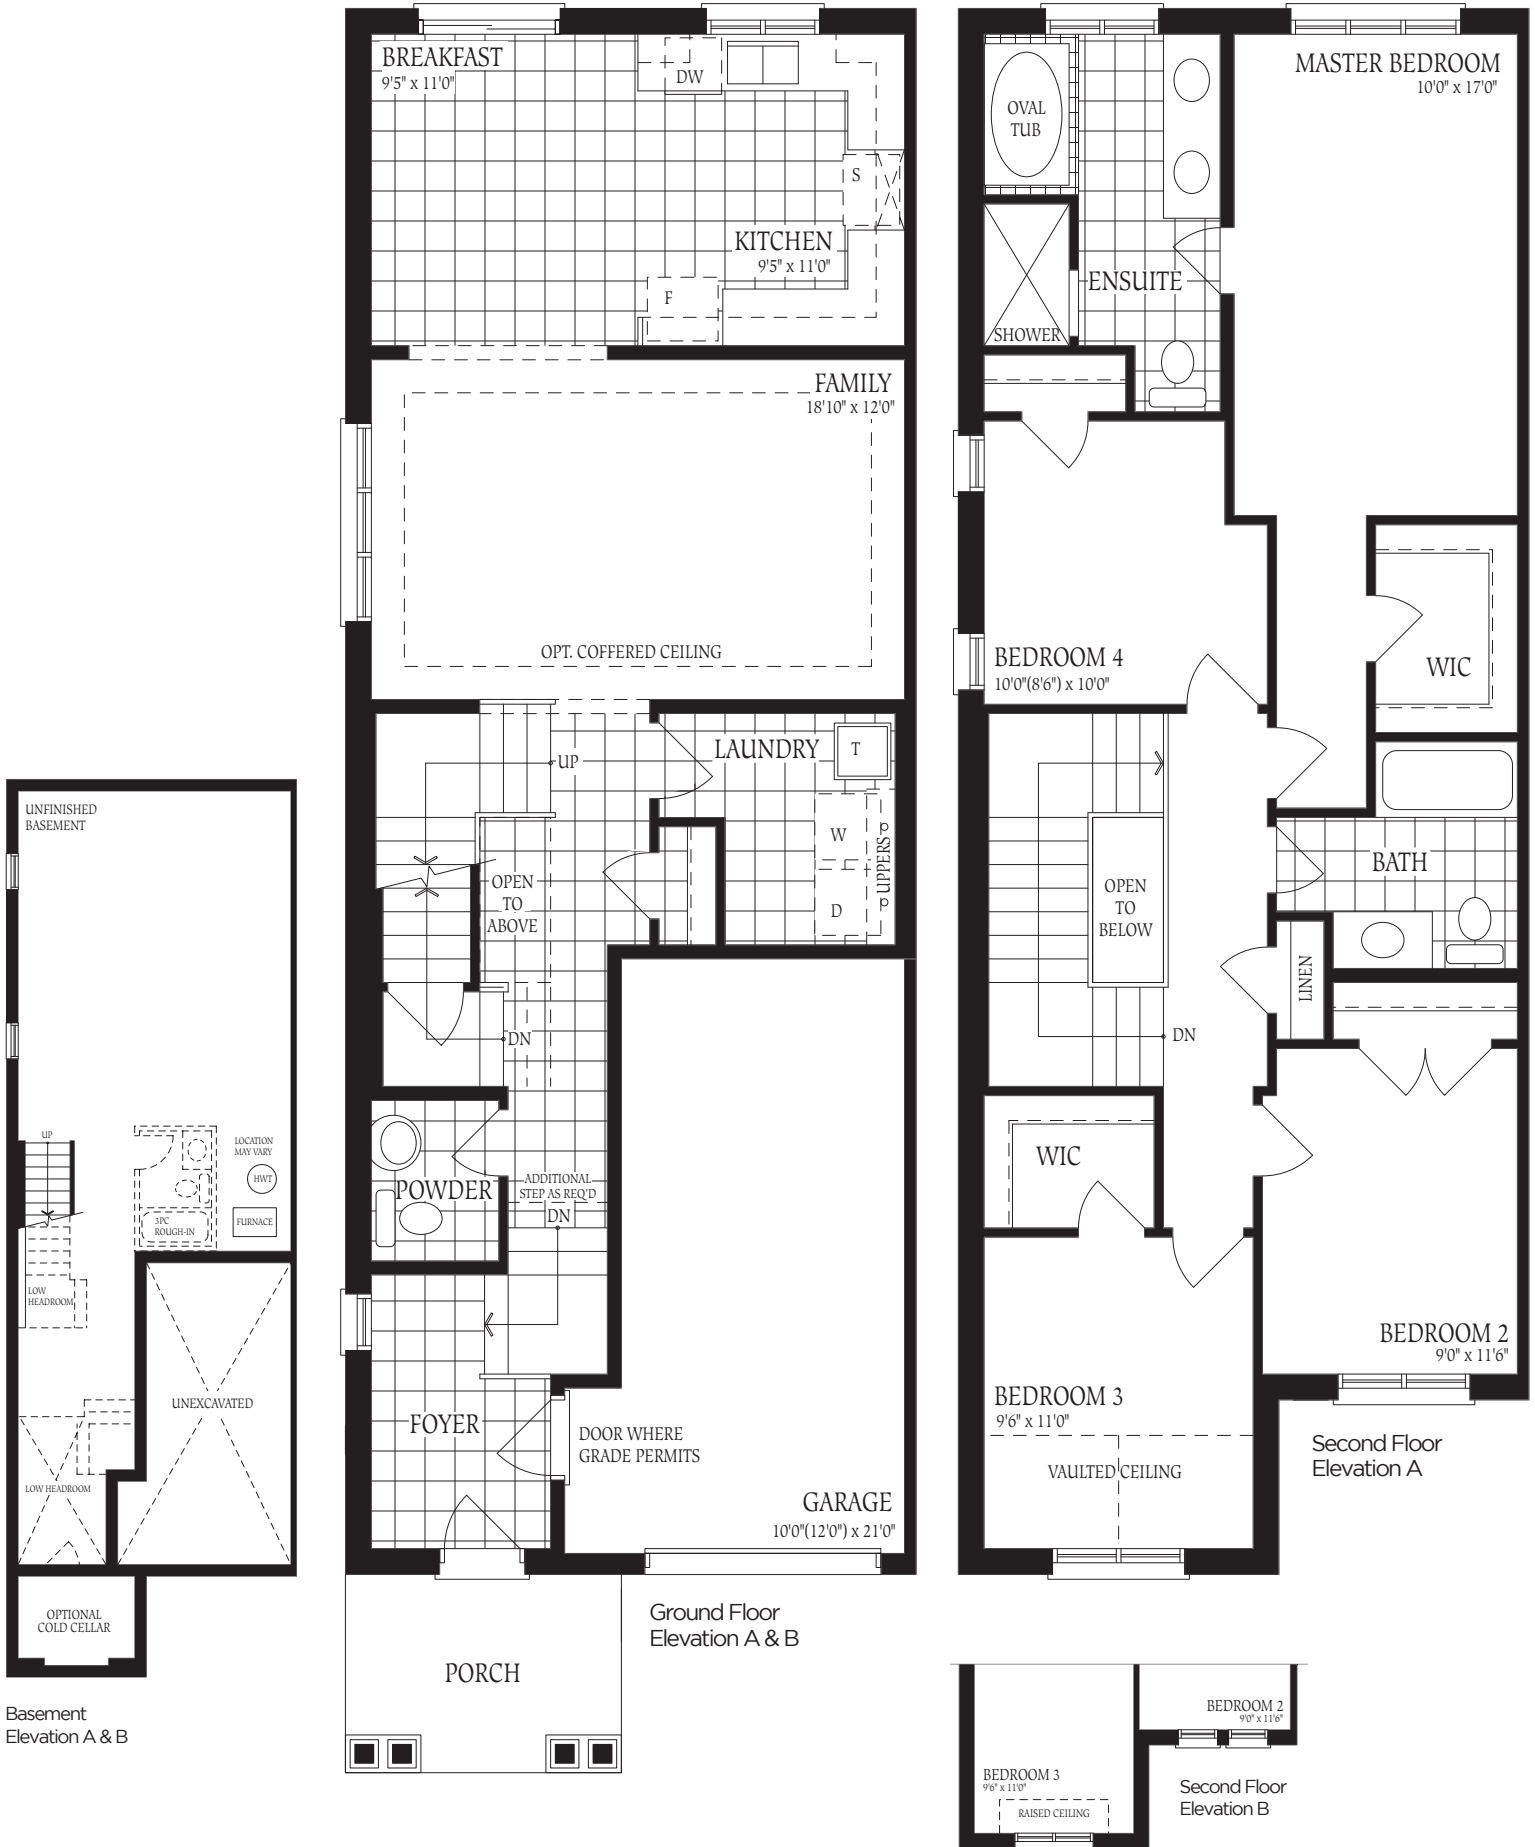 BREAKFAST
9'5" x 11'0"
DW
S
KITCHEN
9'5" x 11'0"
F
FAMILY
18'10" x 12'0"
OPT. COFFERED CEILING
UP
LAUNDRY
T
W
D
UPPERS
OPEN
TO
ABOVE
DN
POWDER
ADDITIONAL
STEP AS REQ'D
DN
FOYER
DOOR WHERE
GRADE PERMITS
GARAGE
10'0"(12'0") x 21'0"
PORCH
Ground Floor
Elevation A & B
OVAL
TUB
MASTER BEDROOM
10'0" x 17'0"
ENSUITE
SHOWER
BEDROOM 4
10'0"(8'6") x 10'0"
WIC
BATH
OPEN
TO
BELOW
LINEN
DN
WIC
BEDROOM 2
9'0" x 11'6"
BEDROOM 3
9'6" x 11'0"
VAULTED CEILING
Second Floor
Elevation A
UNFINISHED
BASEMENT
UP
LOCATION
MAY VARY
HWT
3PC
ROUGH-IN
FURNACE
LOW
HEADROOM
UNEXCAVATED
LOW HEADROOM
OPTIONAL
COLD CELLAR
Basement
Elevation A & B
BEDROOM 2
9'0" x 11'6"
BEDROOM 3
9'6" x 11'0"
RAISED CEILING
Second Floor
Elevation B